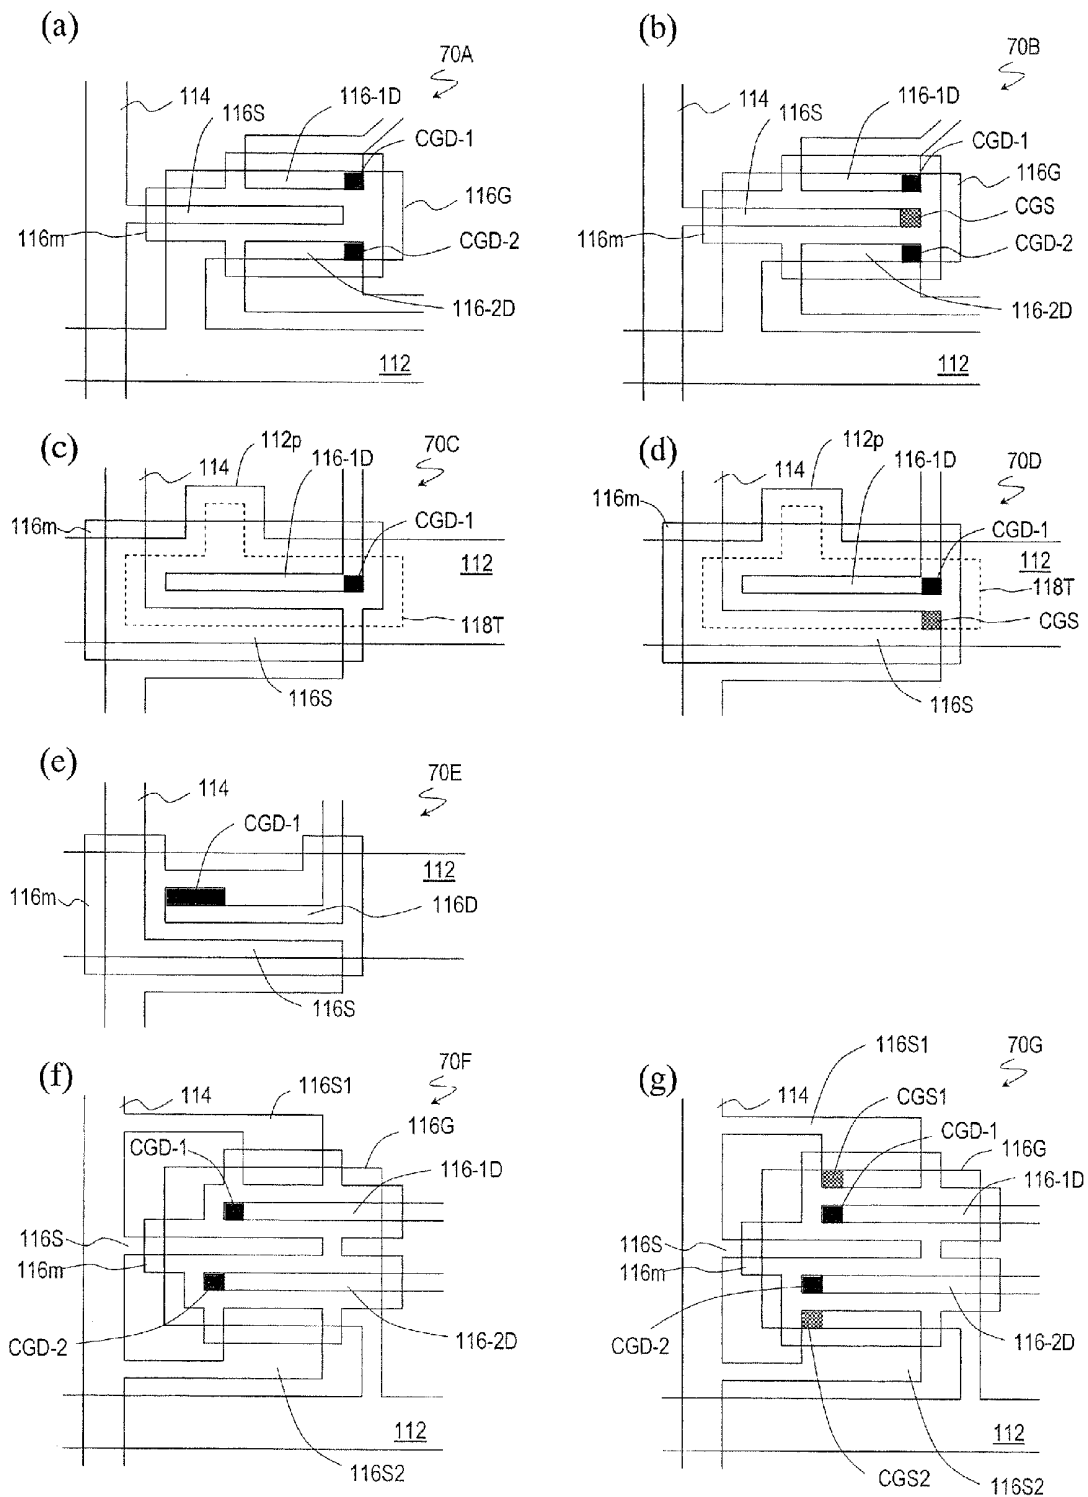 (a)
70A
114
116S
116-1D
CGD-1
116G
116m
CGD-2
116-2D
112
(b)
70B
114
116S
116-1D
CGD-1
116G
CGS
116m
CGD-2
116-2D
112
(c)
70C
112p
114
116-1D
116m
CGD-1
112
118T
116S
(d)
70D
112p
114
116-1D
116m
CGD-1
112
118T
CGS
116S
(e)
70E
114
CGD-1
112
116m
116D
116S
(f)
70F
114
116S1
CGD-1
116G
116-1D
116S
116m
CGD-2
116-2D
112
116S2
(g)
70G
116S1
114
CGS1
CGD-1
116G
116-1D
116S
116m
CGD-2
116-2D
112
CGS2
116S2